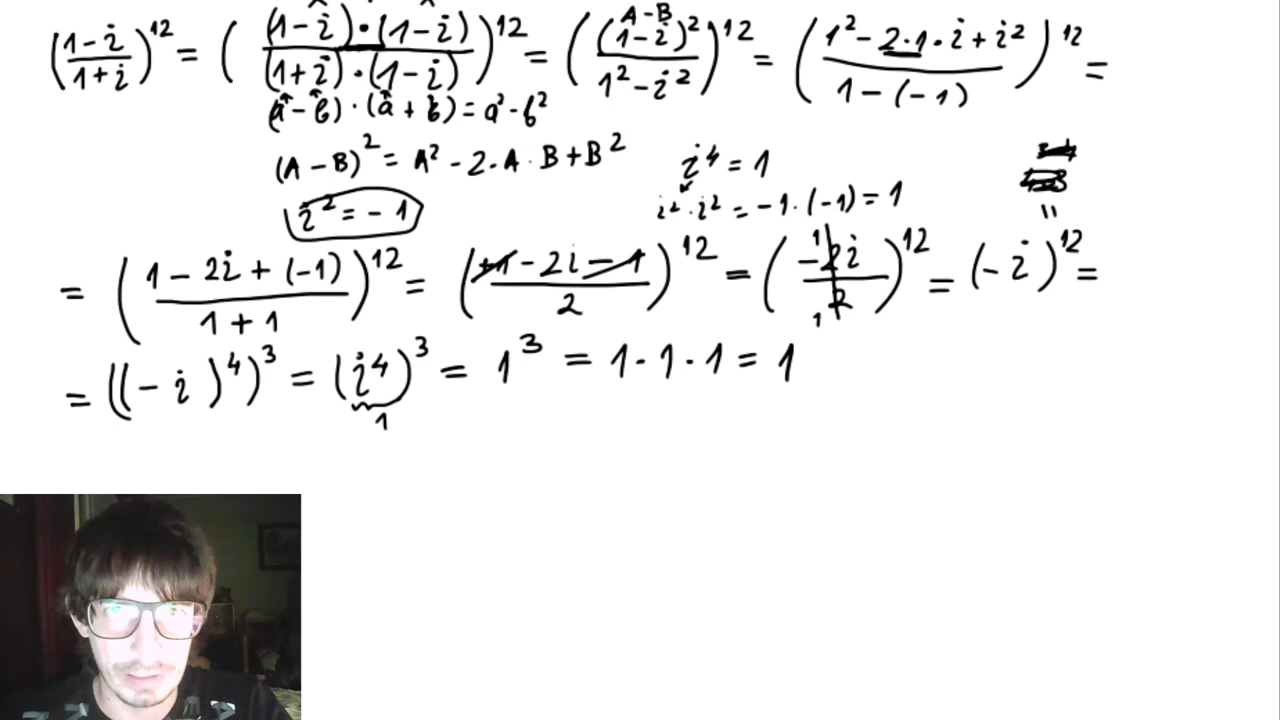 (1-i / 1+i)^12 = ((1-i)·(1-i) / (1+i)·(1-i))^12 = ((1-i)^2 / 1^2-i^2)^12 = (1^2-2·1·i+i^2 / 1-(-1))^12 =
A-B
(a-b)·(a+b)=a^2-b^2
(A-B)^2=A^2-2·A·B+B^2
i^4=1
i^2=-1
i^2·i^2=-1·(-1)=1
= (1-2i+(-1) / 1+1)^12 = (+1-2i-1 / 2)^12 = (-2i / 2)^12 = (-i)^12 =
1
1
= ((-i)^4)^3 = (i^4)^3 = 1^3 = 1·1·1 = 1
1